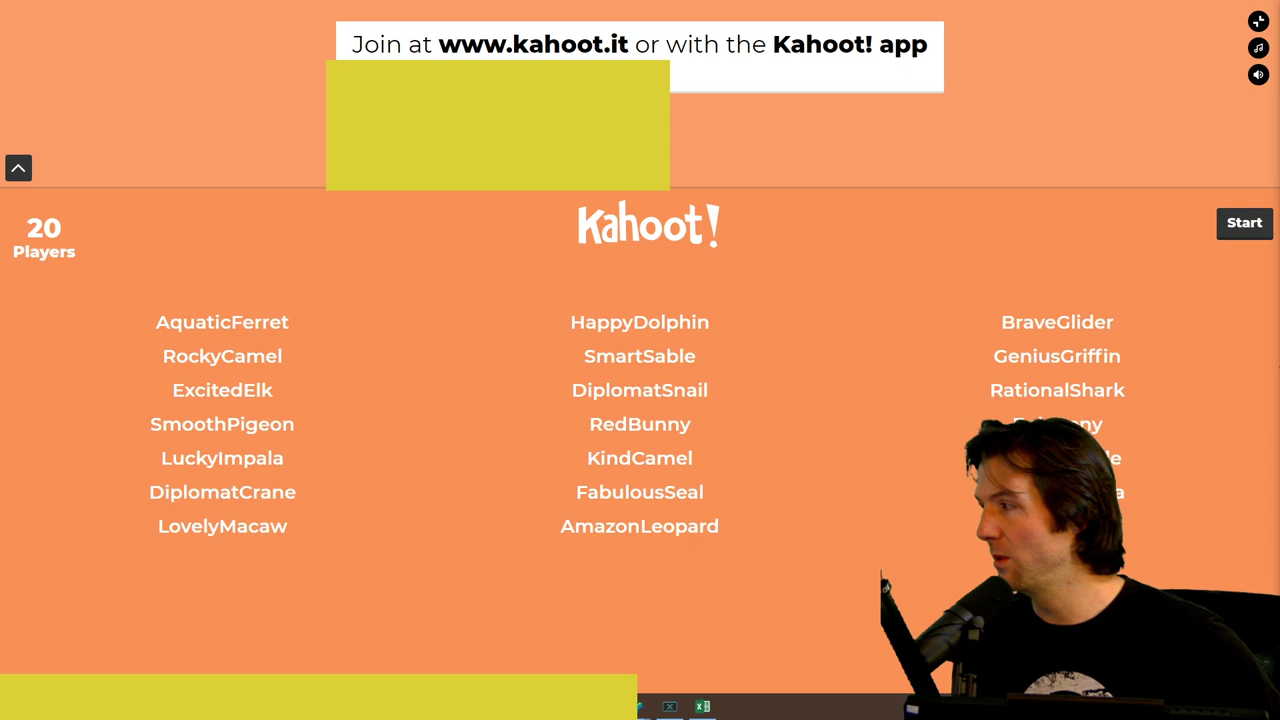 Join at www.kahoot.it or with the Kahoot! app
20
Players
Kahoot!
Start
AquaticFerret
HappyDolphin
BraveGlider
RockyCamel
SmartSable
GeniusGriffin
ExcitedElk
DiplomatSnail
RationalShark
SmoothPigeon
RedBunny
LuckyImpala
KindCamel
DiplomatCrane
FabulousSeal
LovelyMacaw
AmazonLeopard